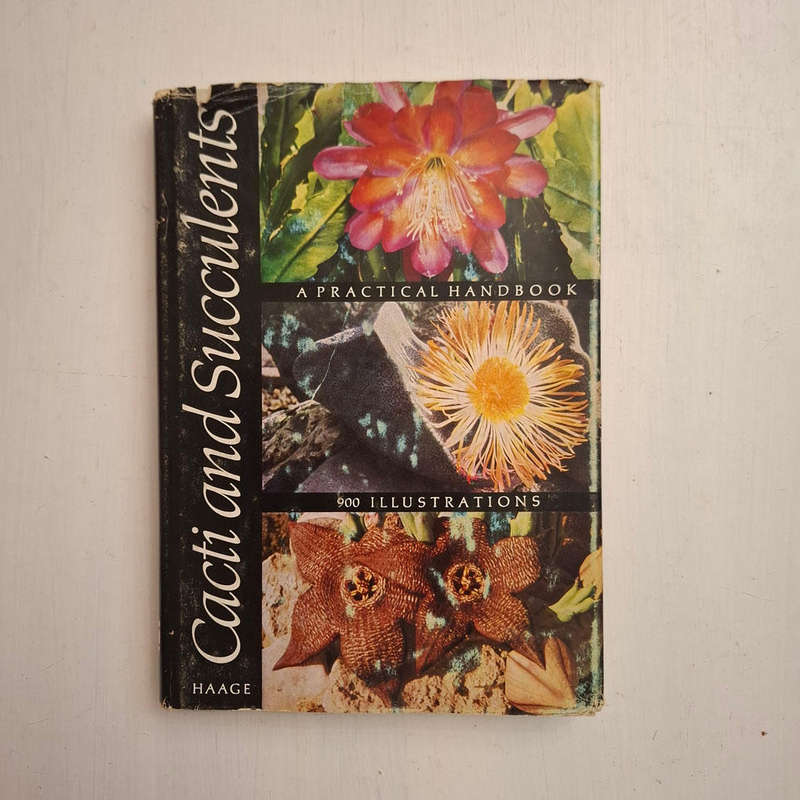 Cacti and Succulents
HAAGE
A PRACTICAL HANDBOOK
900 ILLUSTRATIONS